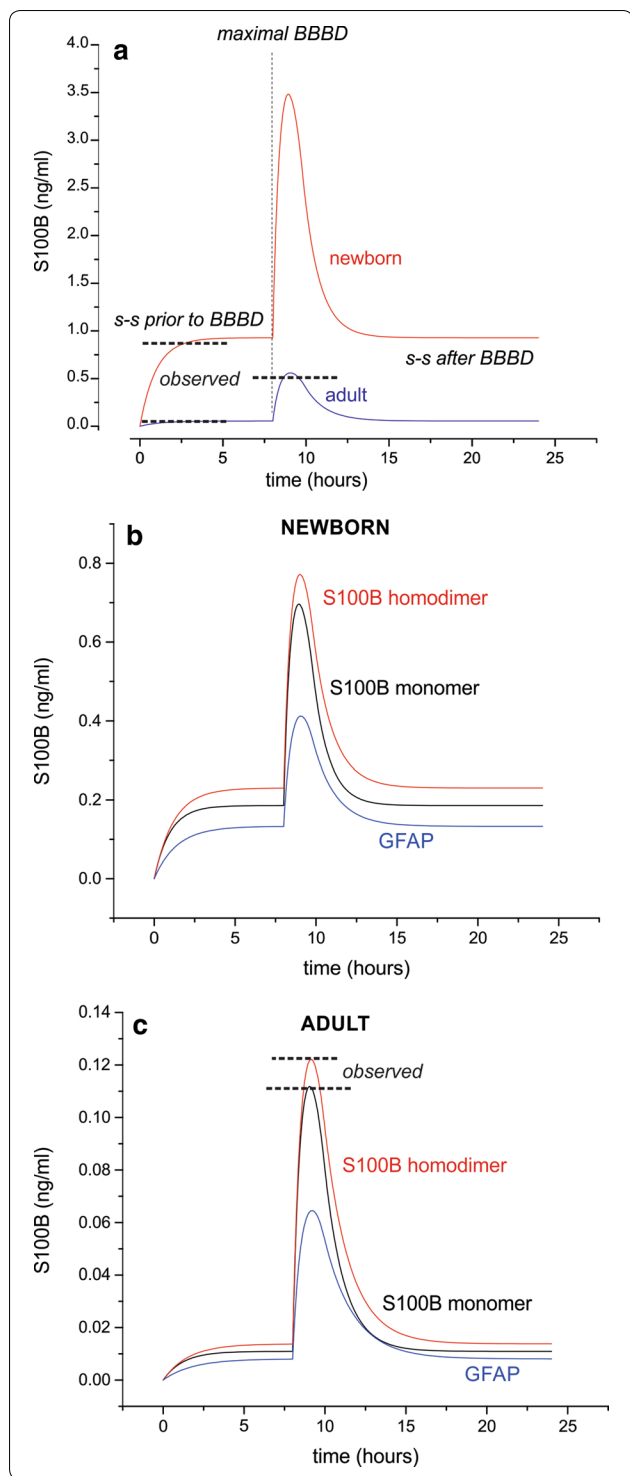 maximal BBBD
a
4.0
3.5
3.0
2.5
2.0
1.5
1.0
0.5
0.0
S100B (ng/ml)
newborn
s-s prior to BBBD
observed
s-s after BBBD
adult
0 5 10 15 20 25
time (hours)
b
NEWBORN
0.8
0.6
0.4
0.2
0.0
S100B (ng/ml)
S100B homodimer
S100B monomer
GFAP
0 5 10 15 20 25
time (hours)
c
ADULT
0.14
0.12
0.10
0.08
0.06
0.04
0.02
0.00
S100B (ng/ml)
observed
S100B homodimer
S100B monomer
GFAP
0 5 10 15 20 25
time (hours)